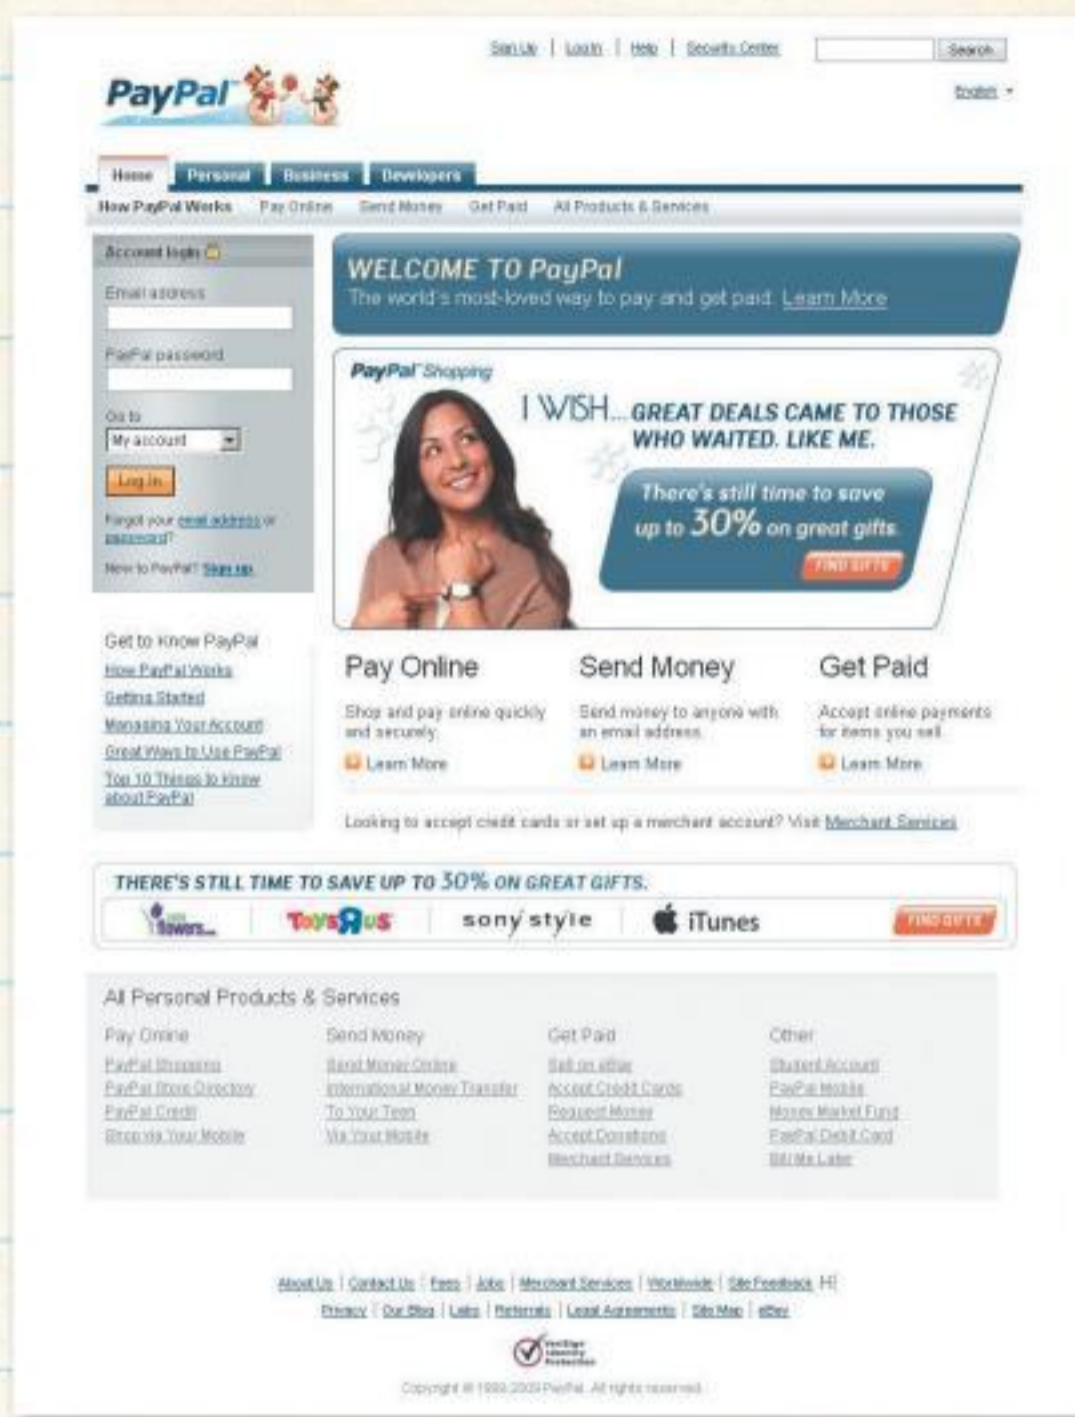 Sign Up | Log In | Help | Security Center Search
PayPal™
English
Home Personal Business Developers
How PayPal Works Pay Online Send Money Get Paid All Products & Services
Account login
Email address
PayPal password
Go to
My account
Log In
Forgot your email address or
password?
New to PayPal? Sign up.
WELCOME TO PayPal
The world's most-loved way to pay and get paid. Learn More
PayPal™ Shopping
I WISH... GREAT DEALS CAME TO THOSE
WHO WAITED. LIKE ME.
There's still time to save
up to 30% on great gifts.
FIND GIFTS
Get to Know PayPal
How PayPal Works
Getting Started
Managing Your Account
Great Ways to Use PayPal
Top 10 Things to Know
about PayPal
Pay Online
Shop and pay online quickly
and securely.
Learn More
Send Money
Send money to anyone with
an email address.
Learn More
Get Paid
Accept online payments
for items you sell.
Learn More
Looking to accept credit cards or set up a merchant account? Visit Merchant Services
THERE'S STILL TIME TO SAVE UP TO 30% ON GREAT GIFTS.
flowers.com ToysRus sony style iTunes FIND GIFTS
All Personal Products & Services
Pay Online
PayPal Shopping
PayPal Store Directory
PayPal Credit
Shop via Your Mobile
Send Money
Send Money Online
International Money Transfer
To Your Teen
Via Your Mobile
Get Paid
Sell on eBay
Accept Credit Cards
Request Money
Accept Donations
Merchant Services
Other
Student Account
PayPal Mobile
Money Market Fund
PayPal Debit Card
Bill Me Later
About Us | Contact Us | Fees | Jobs | Merchant Services | Worldwide | Site Feedback [+]
Privacy | Our Blog | Labs | Referrals | Legal Agreements | Site Map | eBay
VeriSign
Identity
Protection
Copyright © 1999-2009 PayPal. All rights reserved.